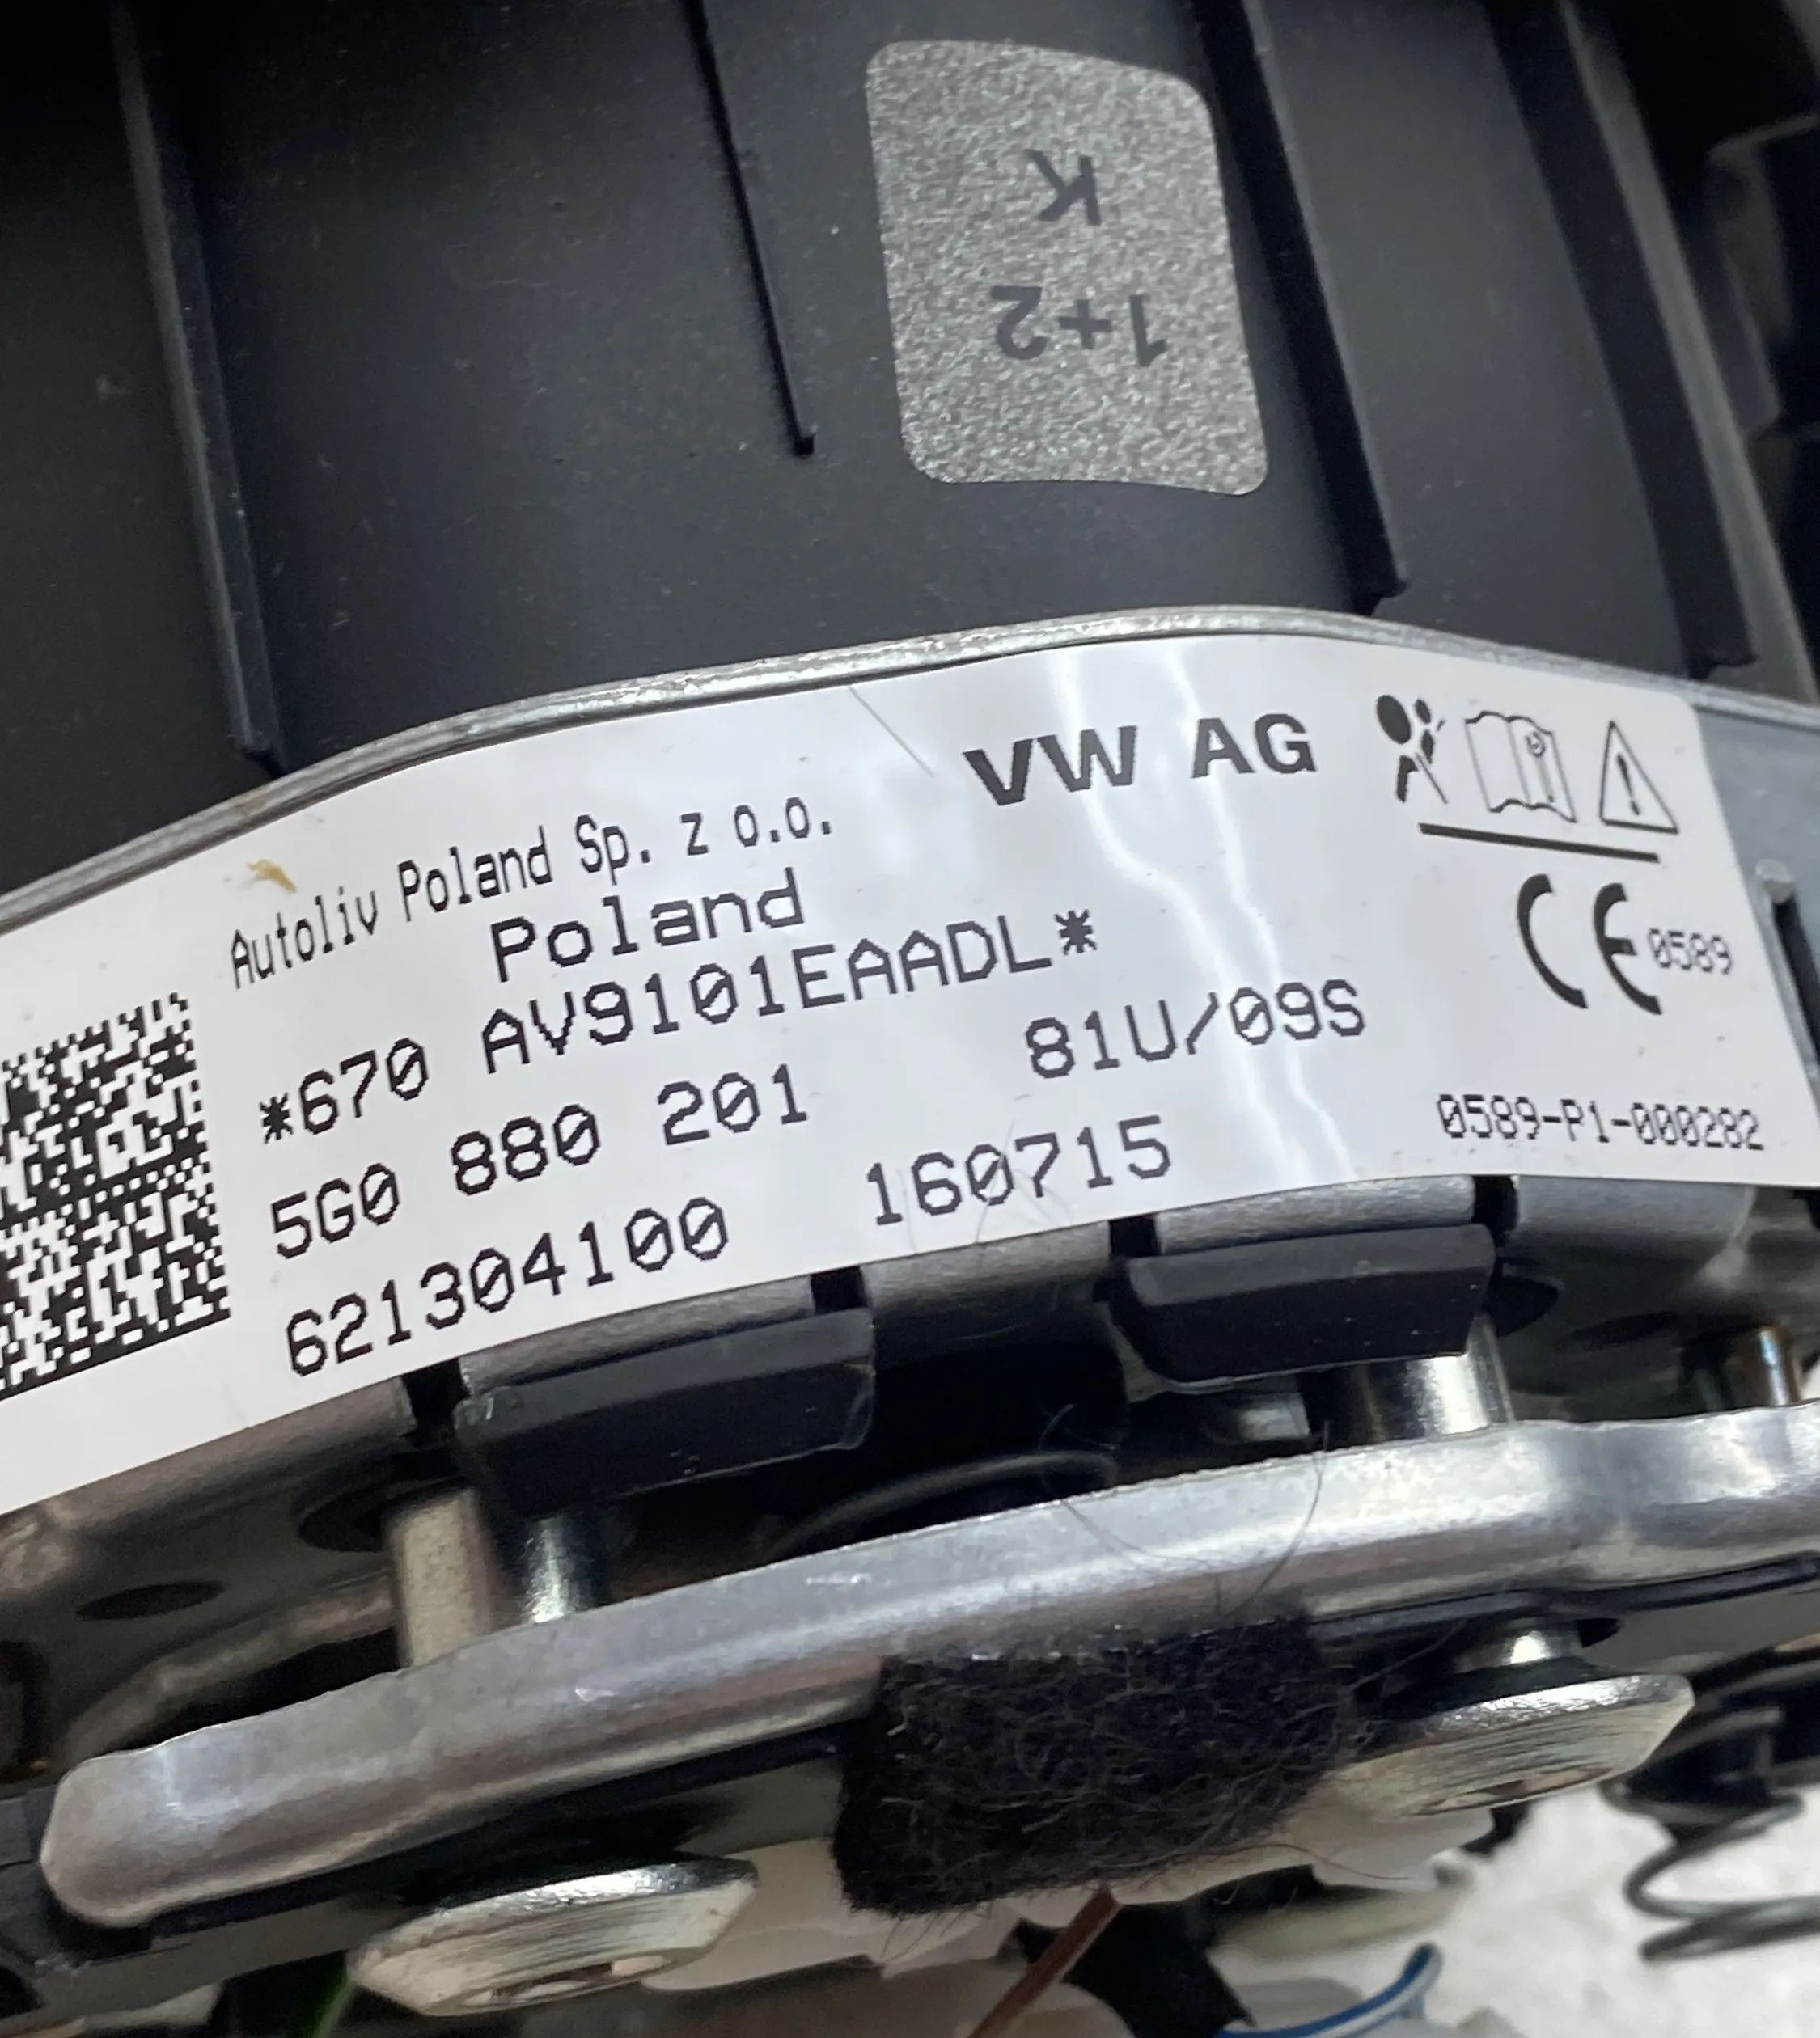 1+2
K
VW AG
Autoliv Poland Sp. z o.o.
Poland
*670 AV9101EAADL*
5G0 880 201 81U/09S
621304100 160715
CE 0589
0589-P1-000282